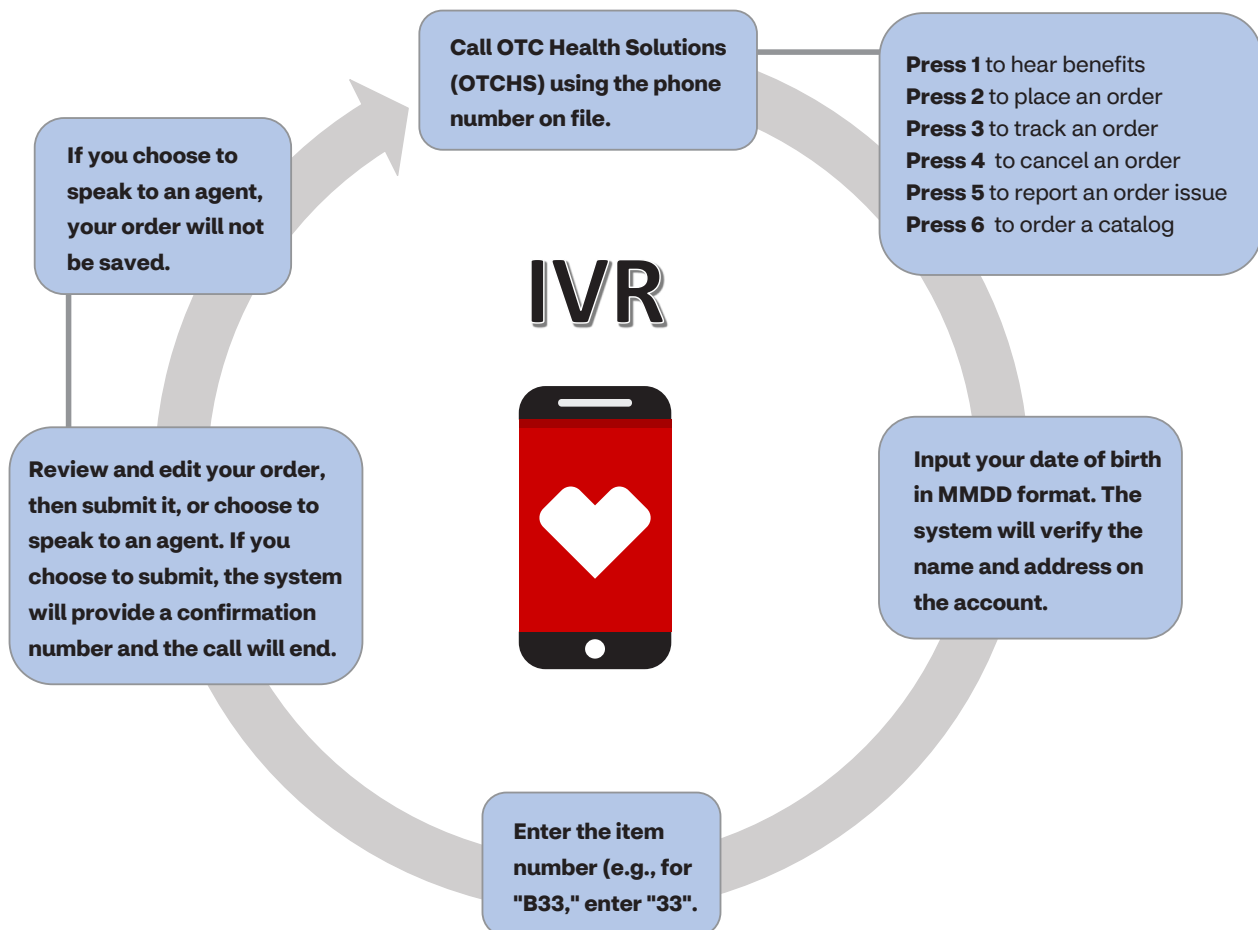 Call OTC Health Solutions
(OTCHS) using the phone
number on file.
Press 1 to hear benefits
Press 2 to place an order
Press 3 to track an order
Press 4 to cancel an order
Press 5 to report an order issue
Press 6 to order a catalog
If you choose to
speak to an agent,
your order will not
be saved.
IVR
Input your date of birth
in MMDD format. The
system will verify the
name and address on
the account.
Review and edit your order,
then submit it, or choose to
speak to an agent. If you
choose to submit, the system
will provide a confirmation
number and the call will end.
Enter the item
number (e.g., for
"B33," enter "33".